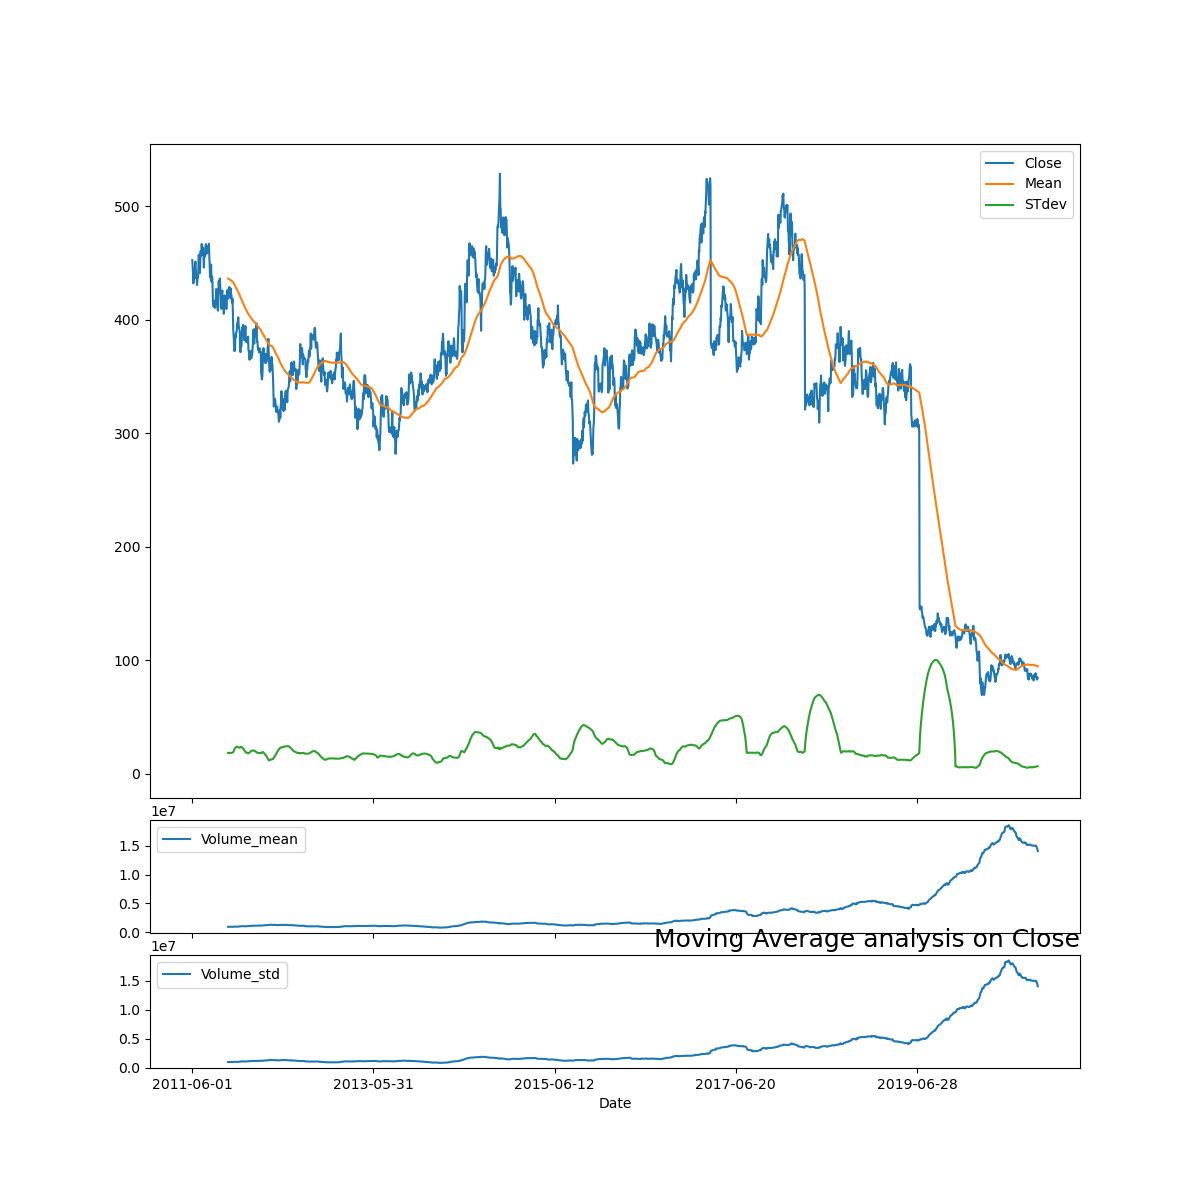 Close
Mean
STdev
500
400
300
200
100
0
1e7
Volume_mean
1.5
1.0
0.5
0.0
Moving Average analysis on Close
1e7
Volume_std
1.5
1.0
0.5
0.0
2011-06-01 2013-05-31 2015-06-12 2017-06-20 2019-06-28
Date